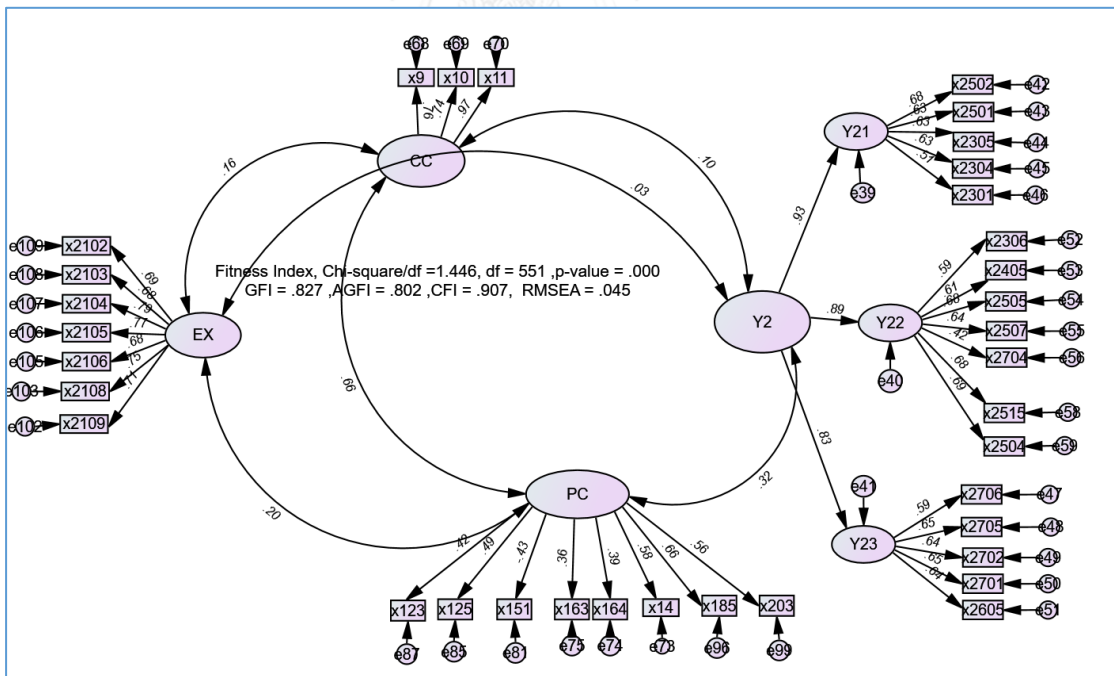 e68 e69 e70
x9 x10 x11
.76 .74 .97
CC
.16
.10
.03
.66
Fitness Index, Chi-square/df =1.446, df = 551 ,p-value = .000
GFI = .827 ,AGFI = .802 ,CFI = .907, RMSEA = .045
e109 x2102 .69
e108 x2103 .68
e107 x2104 .79
e106 x2105 .77
e105 x2106 .68
e103 x2108 .75
e102 x2109 .71
EX
.20
Y2
.93
.89
.83
.32
Y21
e39
.68 x2502 e42
.63 x2501 e43
.63 x2305 e44
.63 x2304 e45
.57 x2301 e46
Y22
e40
.59 x2306 e52
.61 x2405 e53
.68 x2505 e54
.64 x2507 e55
.42 x2704 e56
.68 x2515 e58
.69 x2504 e59
e41
Y23
.59 x2706 e47
.65 x2705 e48
.64 x2702 e49
.65 x2701 e50
.64 x2605 e51
PC
.42 .49 .43 .36 .39 .58 .66 .56
x123 x125 x151 x163 x164 x14 x185 x203
e87 e85 e81 e75 e74 e73 e96 e99